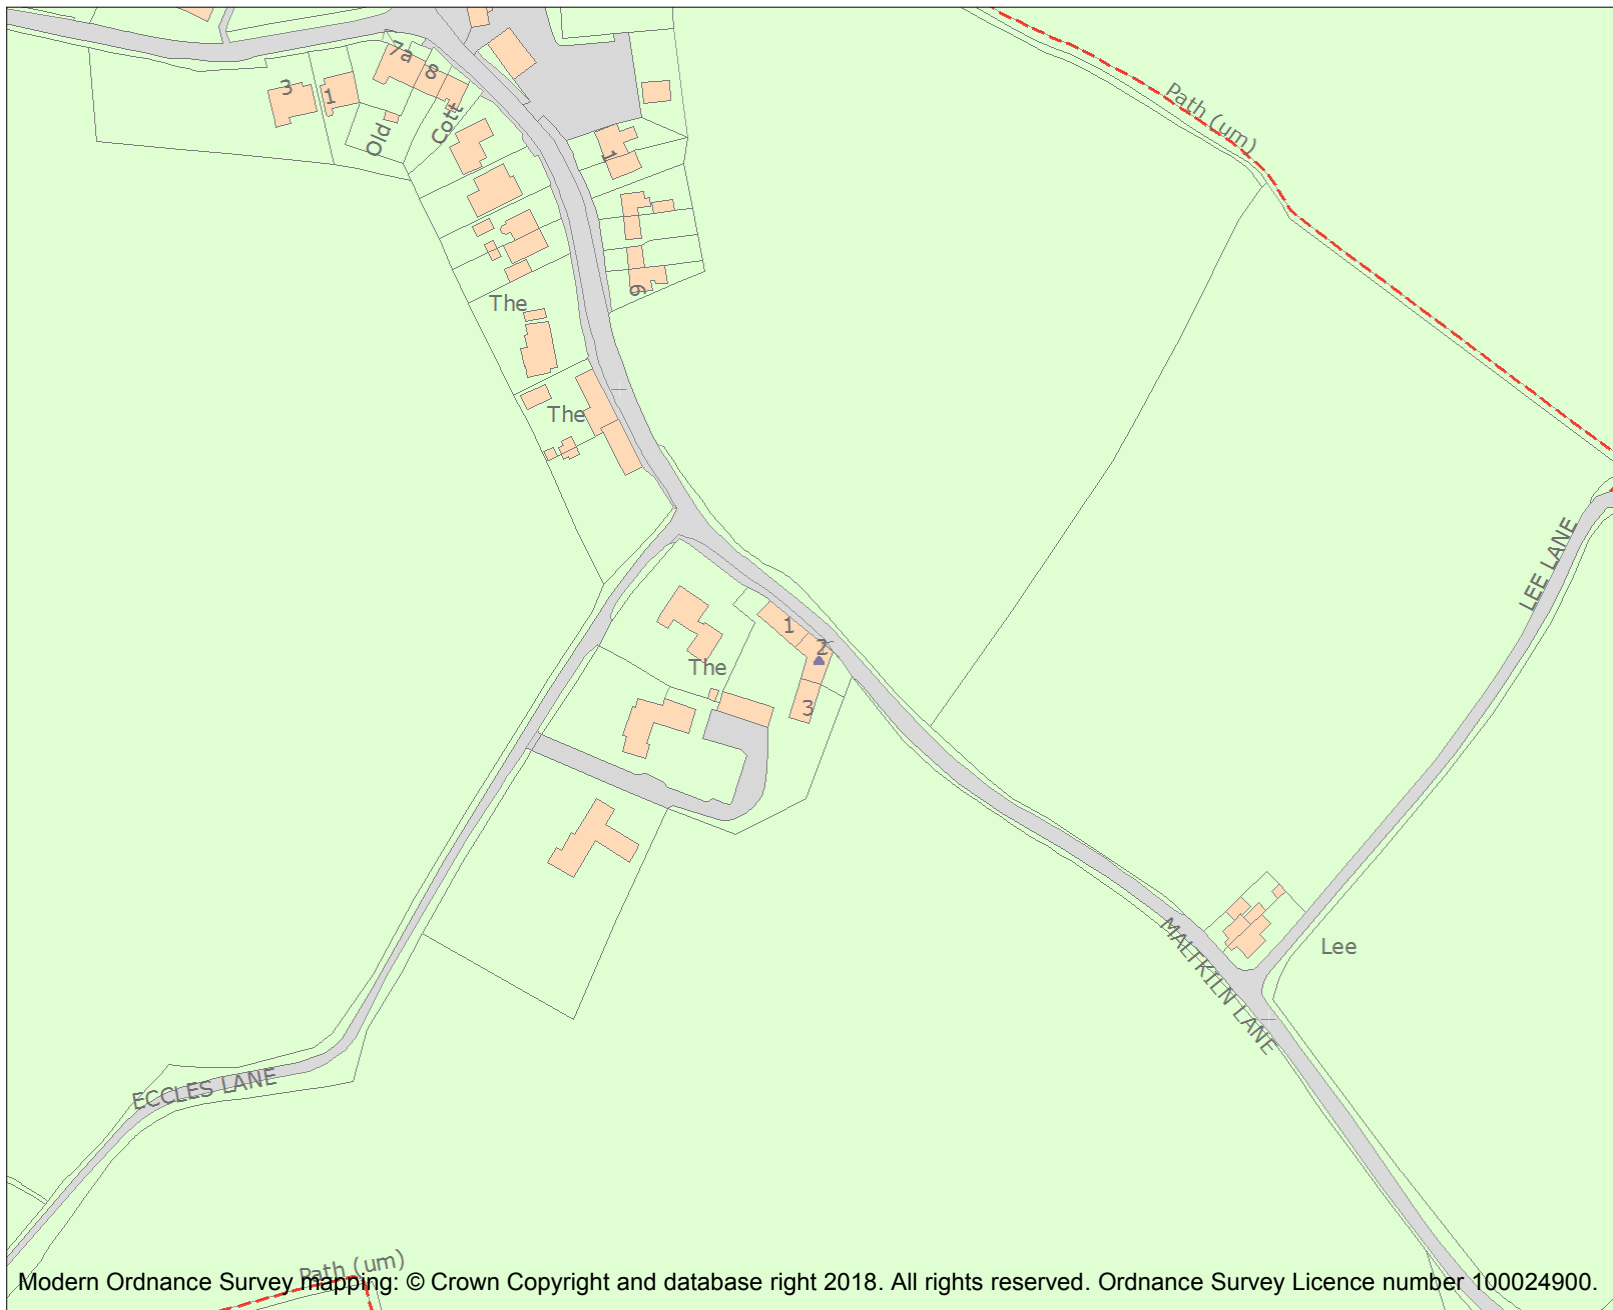 7a
8
3
1
Old
Cott
1
Path (um)
6
The
The
LEE LANE
1
2
The
3
MALTKILN LANE
Lee
ECCLES LANE
Path (um)
Modern Ordnance Survey mapping: © Crown Copyright and database right 2018. All rights reserved. Ordnance Survey Licence number 100024900.